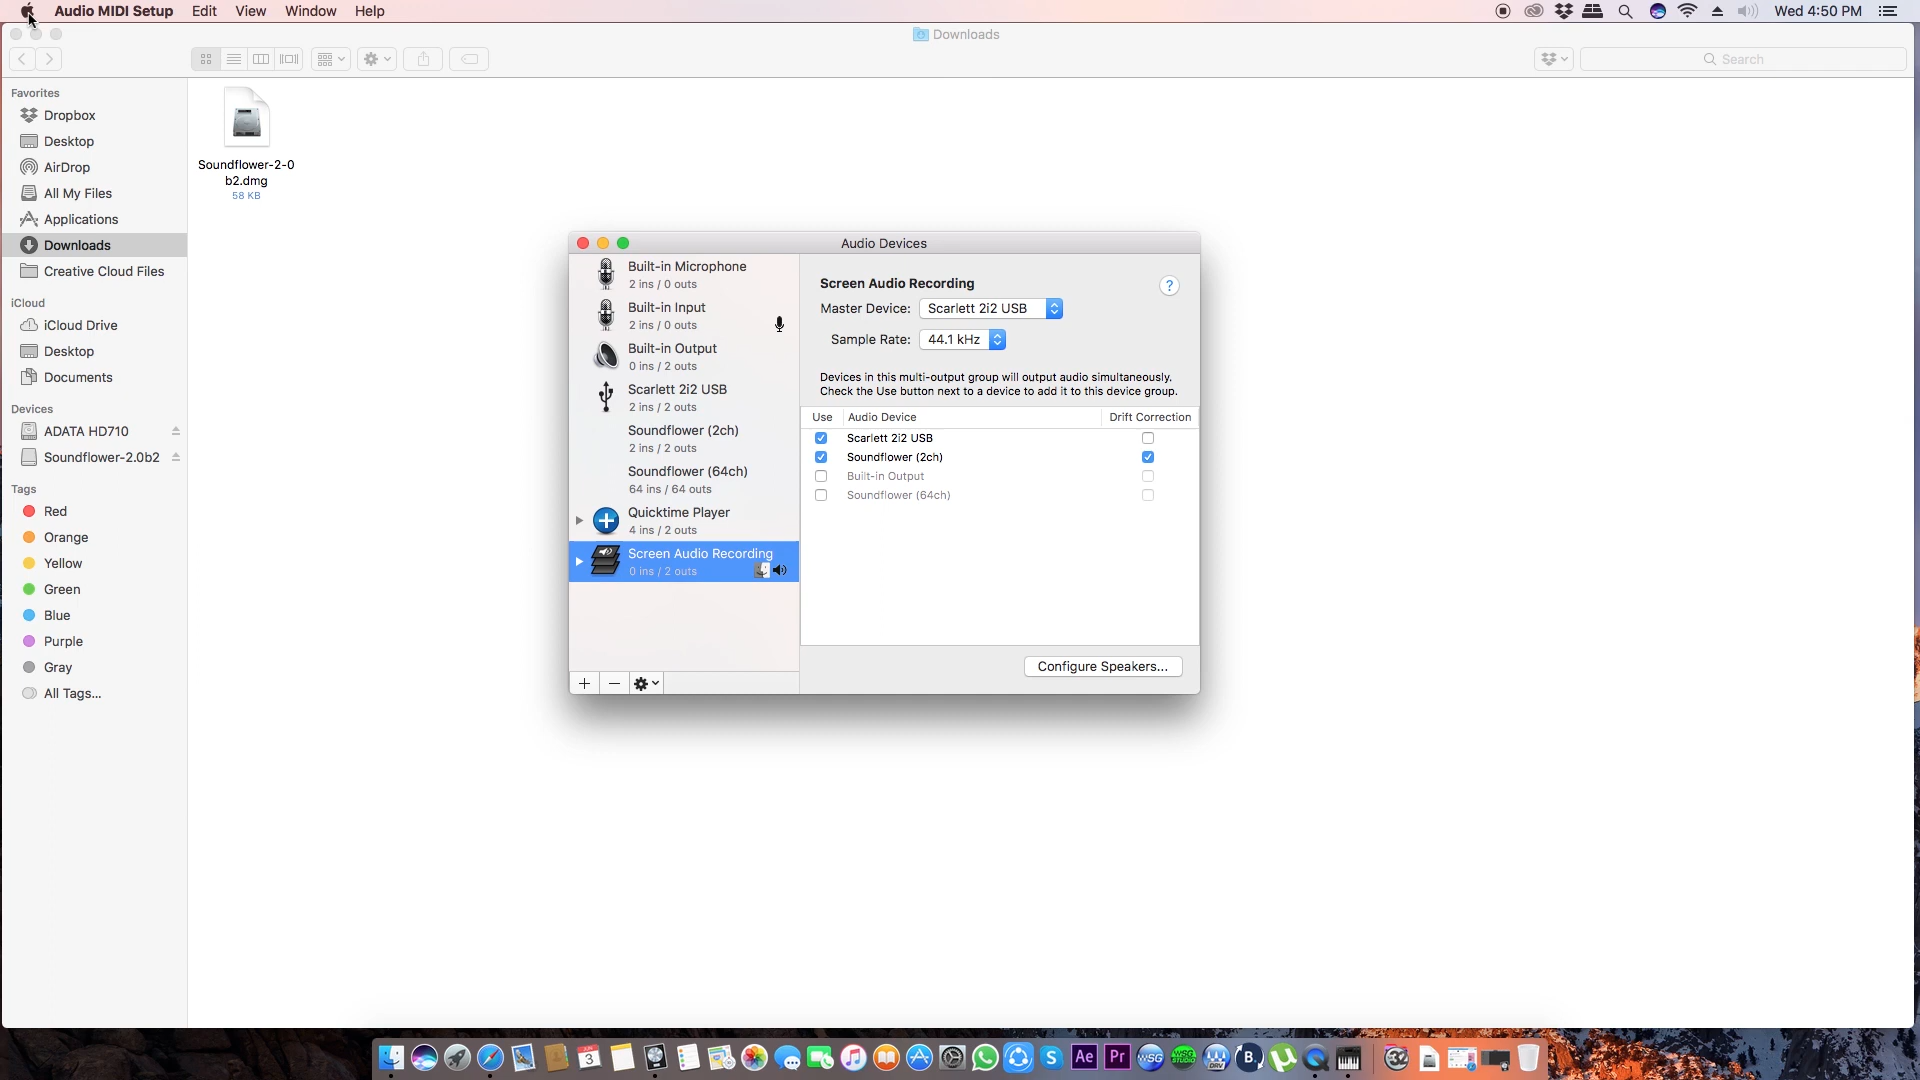 Audio MIDI Setup Edit View Window Help Wed 4:50 PM
Downloads
Search
Favorites
Dropbox
Desktop
AirDrop
All My Files
Applications
Downloads
Creative Cloud Files
iCloud
iCloud Drive
Desktop
Documents
Devices
ADATA HD710
Soundflower-2.0b2
Tags
Red
Orange
Yellow
Green
Blue
Purple
Gray
All Tags...
Soundflower-2-0
b2.dmg
58 KB
Audio Devices
Built-in Microphone
2 ins / 0 outs
Built-in Input
2 ins / 0 outs
Built-in Output
0 ins / 2 outs
Scarlett 2i2 USB
2 ins / 2 outs
Soundflower (2ch)
2 ins / 2 outs
Soundflower (64ch)
64 ins / 64 outs
Quicktime Player
4 ins / 2 outs
Screen Audio Recording
0 ins / 2 outs
Screen Audio Recording
?
Master Device: Scarlett 2i2 USB
Sample Rate: 44.1 kHz
Devices in this multi-output group will output audio simultaneously.
Check the Use button next to a device to add it to this device group.
Use Audio Device Drift Correction
Scarlett 2i2 USB
Soundflower (2ch)
Built-in Output
Soundflower (64ch)
Configure Speakers...
3 S Ae Pr WSG B. 32